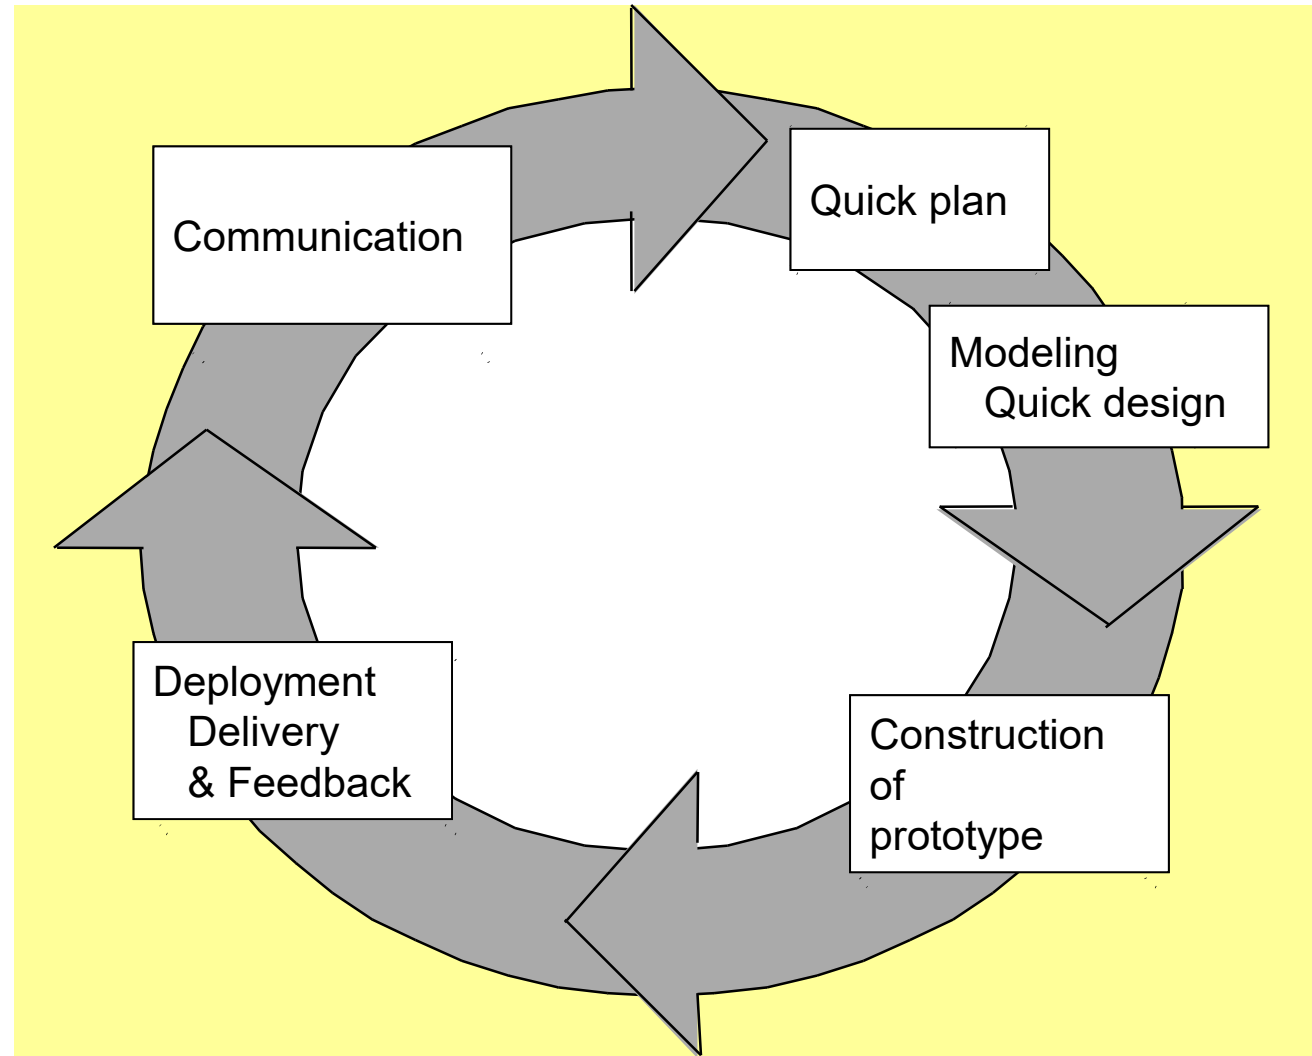 Communication
Quick plan
Modeling
Quick design
Construction
of
prototype
Deployment
Delivery
& Feedback